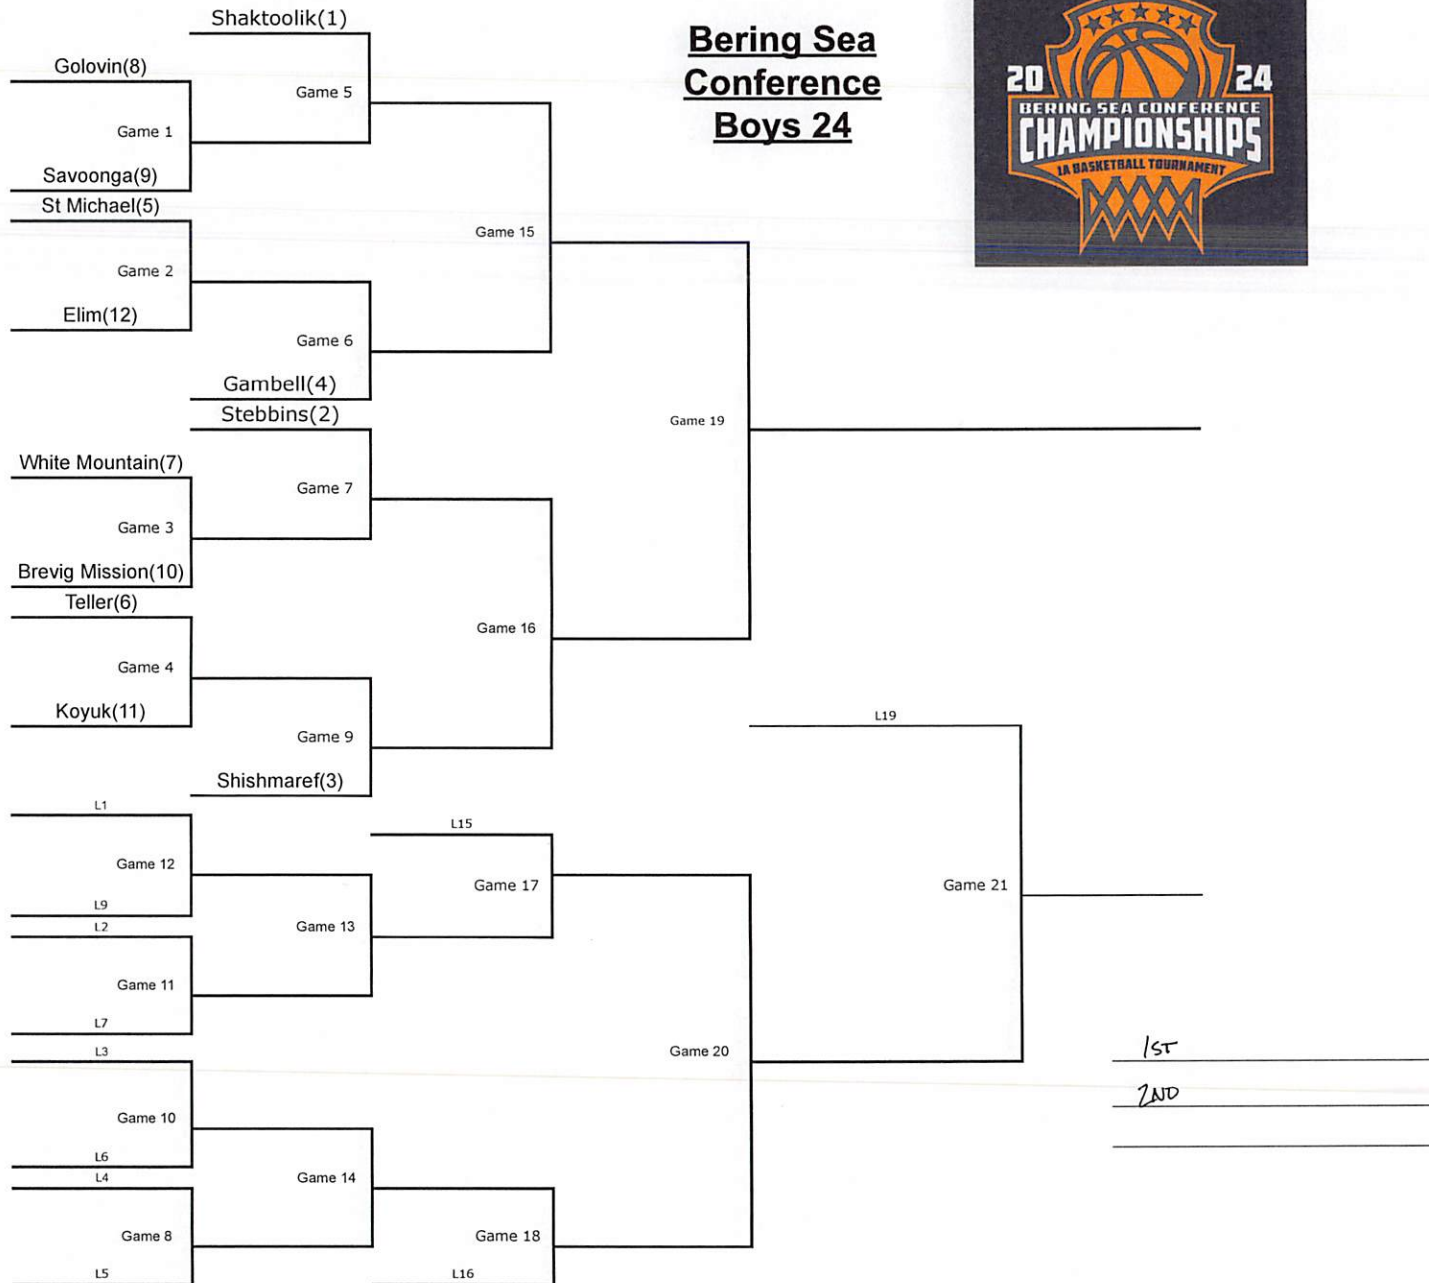 Shaktoolik(1)
Bering Sea
Conference
Boys 24
20 24
BERING SEA CONFERENCE
CHAMPIONSHIPS
1A BASKETBALL TOURNAMENT
Golovin(8)
Game 5
Game 1
Savoonga(9)
St Michael(5)
Game 15
Game 2
Elim(12)
Game 6
Gambell(4)
Stebbins(2)
Game 19
White Mountain(7)
Game 7
Game 3
Brevig Mission(10)
Teller(6)
Game 16
Game 4
Koyuk(11)
L19
Game 9
Shishmaref(3)
L1
L15
Game 12
Game 17
Game 21
L9
L2
Game 13
Game 11
L7
L3
Game 20
1ST
2ND
Game 10
L6
L4
Game 14
Game 8
Game 18
L5
L16